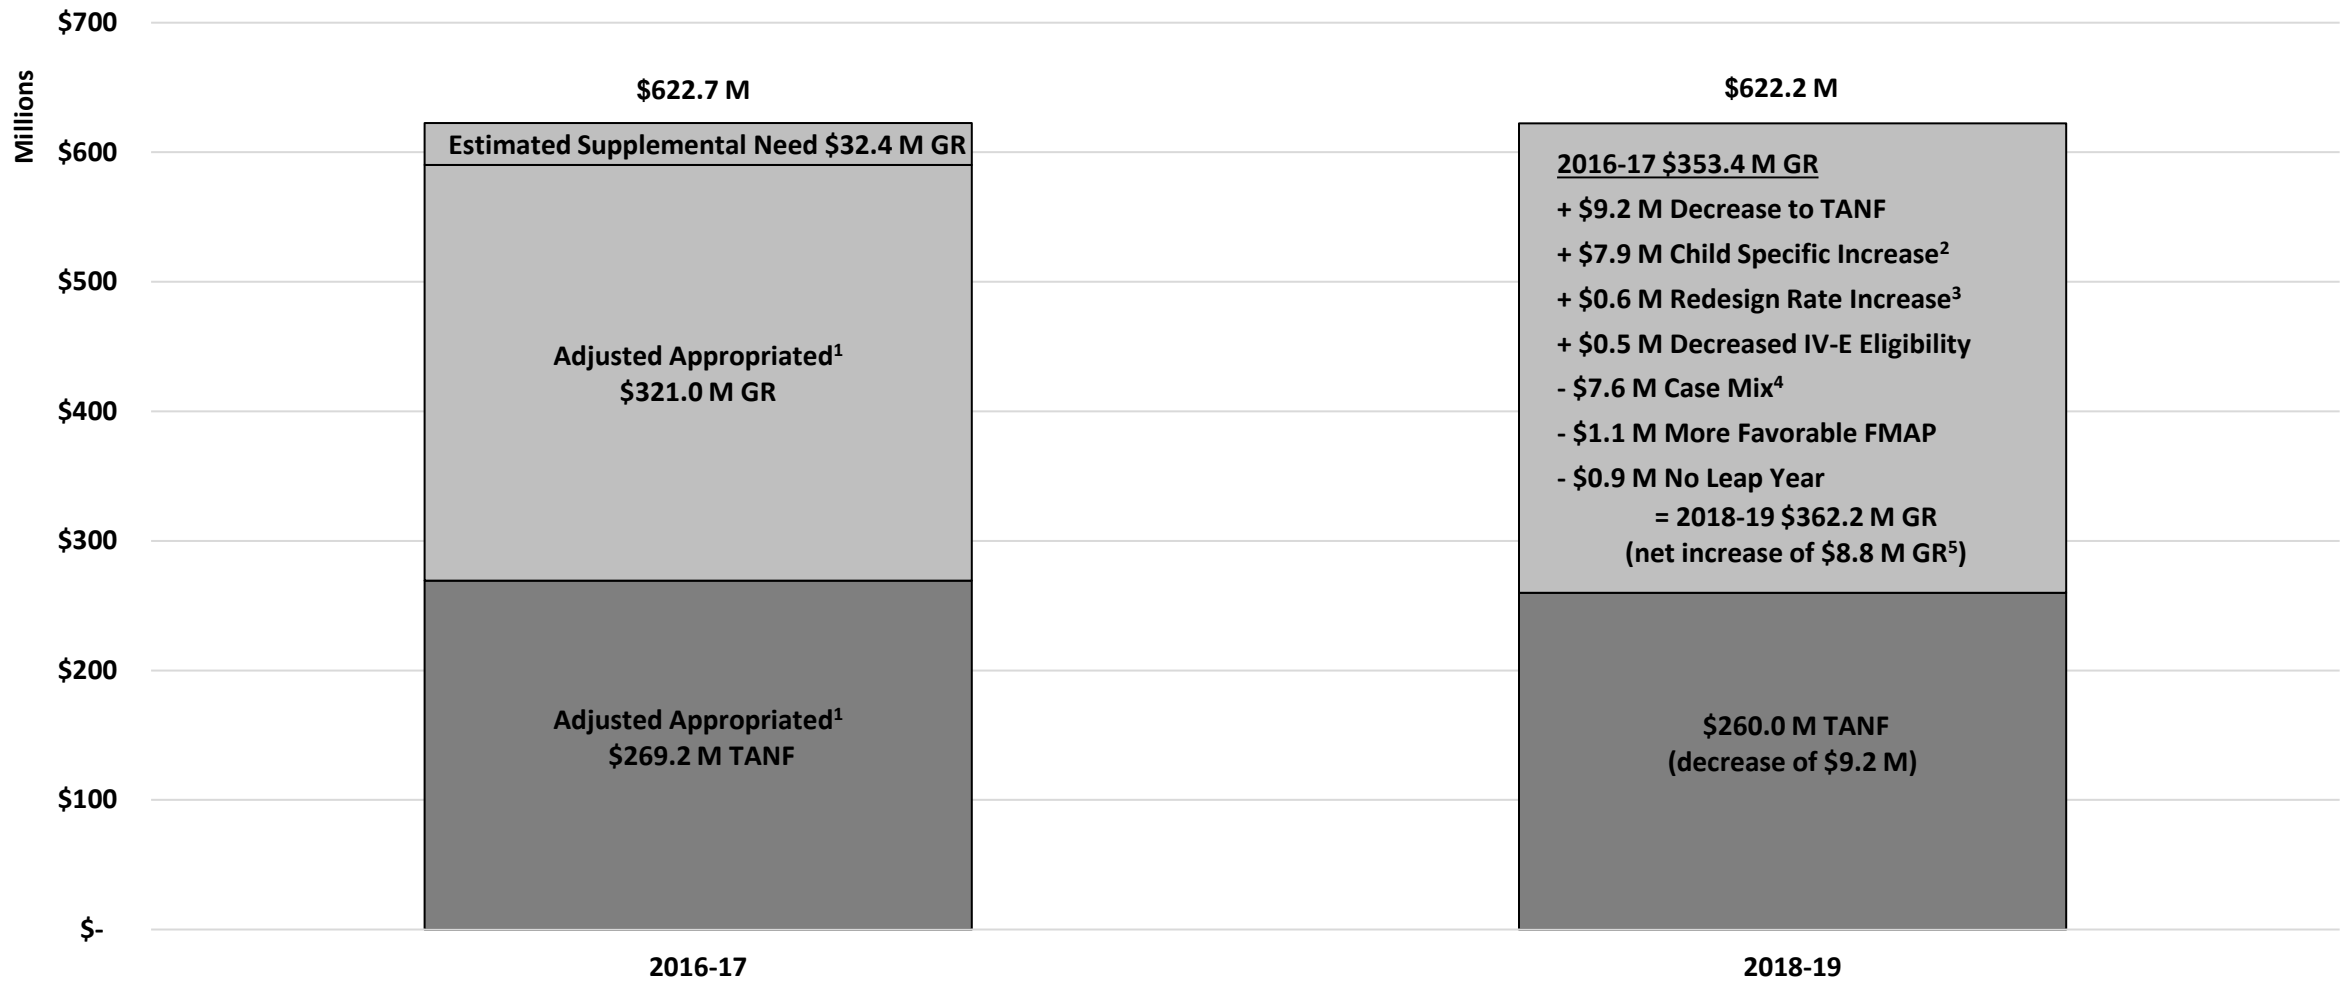 $700
Millions
$622.7 M
$622.2 M
Estimated Supplemental Need $32.4 M GR
$600
2016-17 $353.4 M GR
+ $9.2 M Decrease to TANF
+ $7.9 M Child Specific Increase²
$500
+ $0.6 M Redesign Rate Increase³
+ $0.5 M Decreased IV-E Eligibility
Adjusted Appropriated¹
$321.0 M GR
- $7.6 M Case Mix⁴
$400
- $1.1 M More Favorable FMAP
- $0.9 M No Leap Year
= 2018-19 $362.2 M GR
$300
(net increase of $8.8 M GR⁵)
$200
Adjusted Appropriated¹
$269.2 M TANF
$260.0 M TANF
(decrease of $9.2 M)
$100
$-
2016-17
2018-19